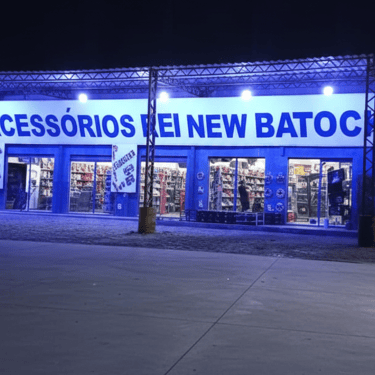 CESSÓRIOS REI NEW BATOC